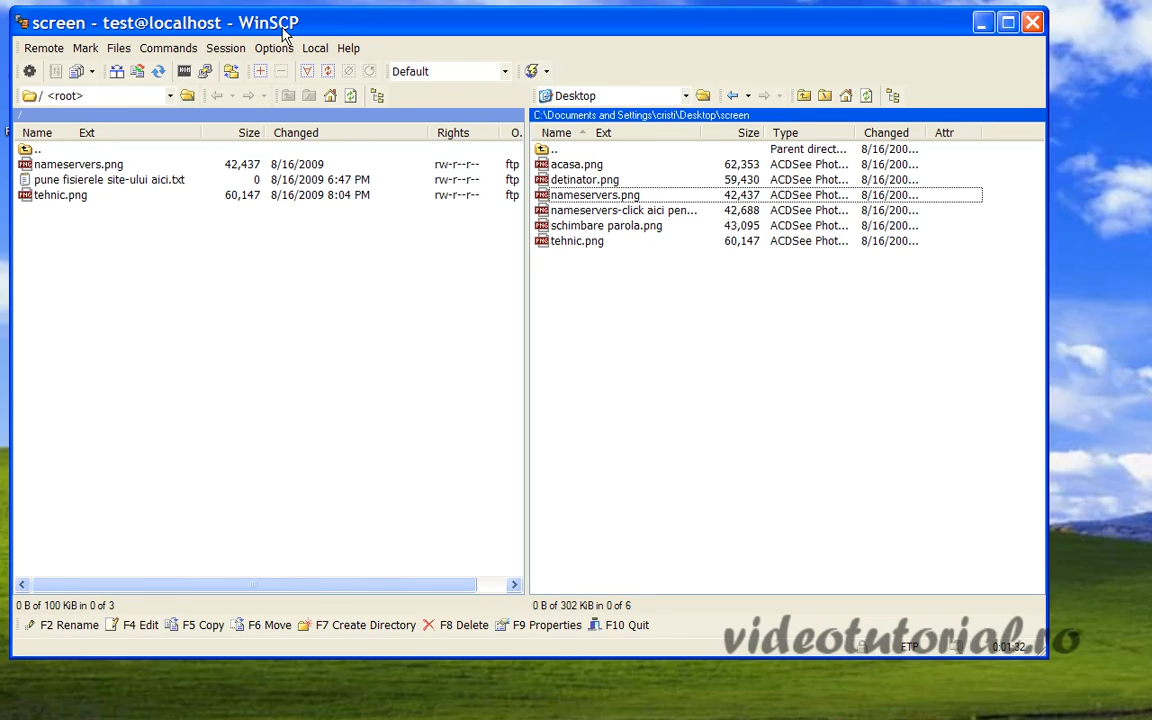 screen - test@localhost - WinSCP
Remote Mark Files Commands Session Options Local Help
Default
/ <root>
Desktop
/
C:\Documents and Settings\cristi\Desktop\screen
Name Ext Size Changed Rights O.
Name Ext Size Type Changed Attr
..
nameservers.png 42,437 8/16/2009 rw-r--r-- ftp
pune fisierele site-ului aici.txt 0 8/16/2009 6:47 PM rw-r--r-- ftp
tehnic.png 60,147 8/16/2009 8:04 PM rw-r--r-- ftp
.. Parent direct... 8/16/200...
acasa.png 62,353 ACDSee Phot... 8/16/200...
detinator.png 59,430 ACDSee Phot... 8/16/200...
nameservers.png 42,437 ACDSee Phot... 8/16/200...
nameservers-click aici pen... 42,688 ACDSee Phot... 8/16/200...
schimbare parola.png 43,095 ACDSee Phot... 8/16/200...
tehnic.png 60,147 ACDSee Phot... 8/16/200...
0 B of 100 KiB in 0 of 3
0 B of 302 KiB in 0 of 6
F2 Rename F4 Edit F5 Copy F6 Move F7 Create Directory F8 Delete F9 Properties F10 Quit
videotutorial.ro
FTP 0:01:32